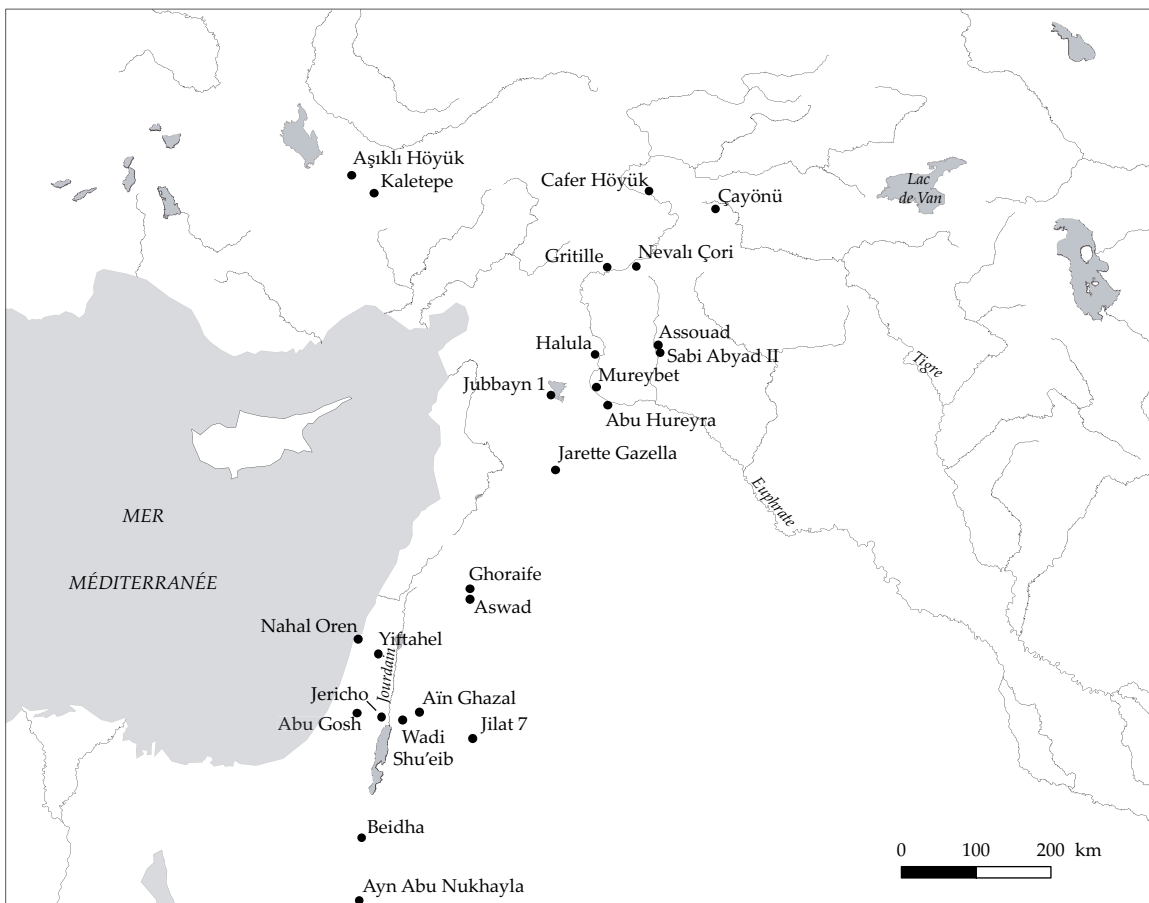 Aşıklı Höyük
Kaletepe
Cafer Höyük
Çayönü
Lac
de Van
Gritille
Nevalı Çori
Assouad
Halula
Sabi Abyad II
Tigre
Jubbayn 1
Mureybet
Abu Hureyra
Jarette Gazella
Euphrate
MER
MÉDITERRANÉE
Ghoraife
Aswad
Nahal Oren
Yiftahel
Jourdain
Jericho
Aïn Ghazal
Abu Gosh
Wadi
Shu’eib
Jilat 7
Beidha
0 100 200 km
Ayn Abu Nukhayla